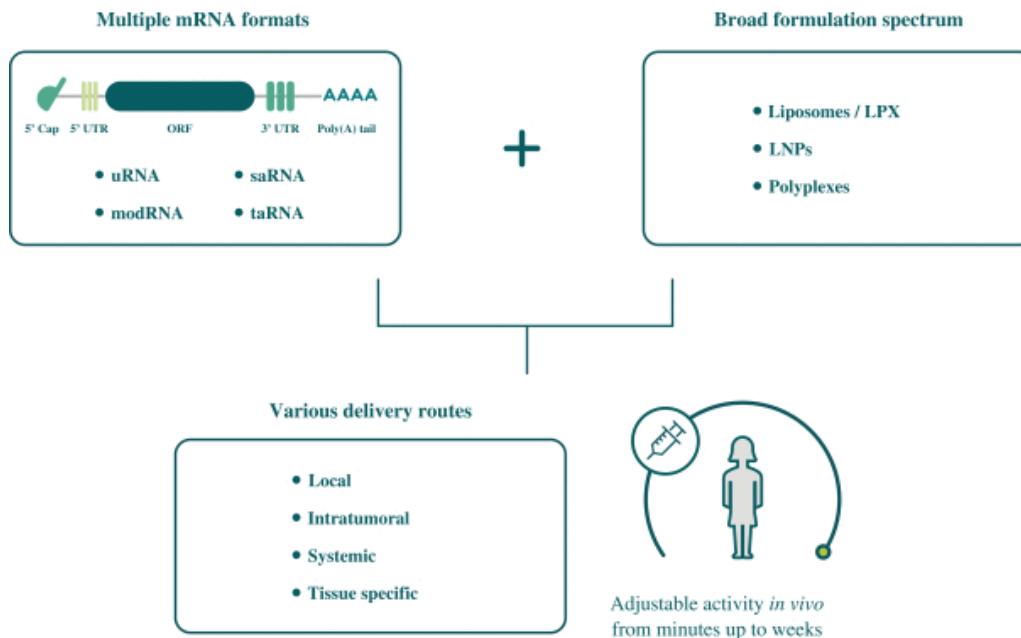 Multiple mRNA formats
Broad formulation spectrum
AAAA
5' Cap 5' UTR ORF 3' UTR Poly(A) tail
• uRNA • saRNA
• modRNA • taRNA
+
• Liposomes / LPX
• LNPs
• Polyplexes
Various delivery routes
• Local
• Intratumoral
• Systemic
• Tissue specific
Adjustable activity in vivo
from minutes up to weeks